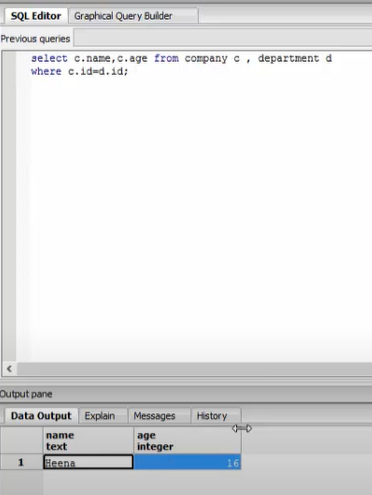 SQL Editor Graphical Query Builder
Previous queries
select c.name,c.age from company c , department d
where c.id=d.id;
Output pane
Data Output Explain Messages History
name age
text integer
1 Heena 16